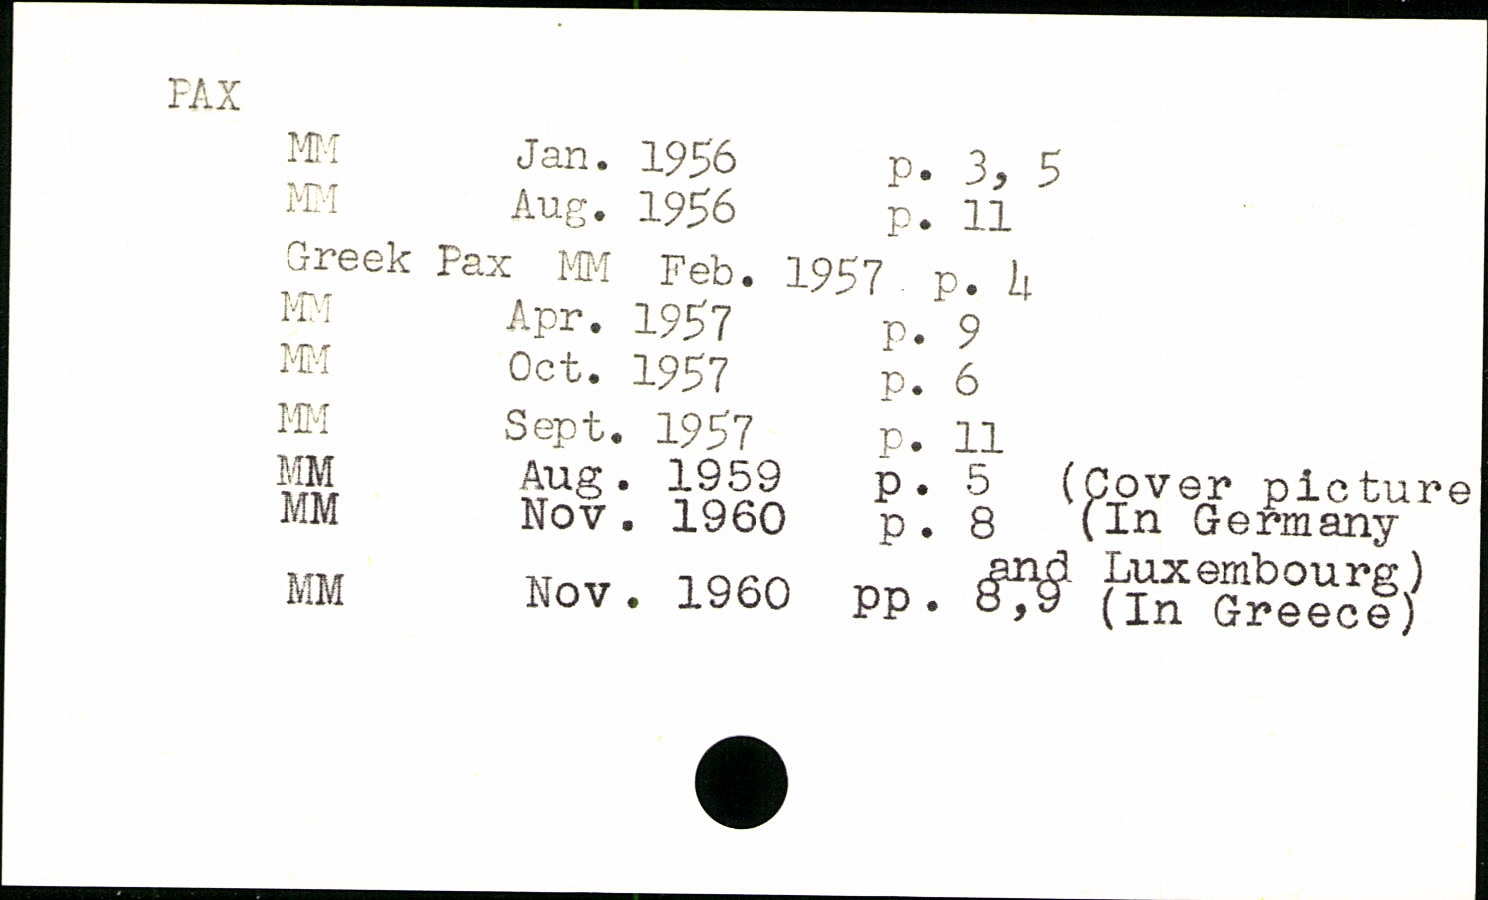 PAX
MM Jan. 1956 p. 3, 5
MM Aug. 1956 p. 11
Greek Pax MM Feb. 1957 p. 4
MM Apr. 1957 p. 9
MM Oct. 1957 p. 6
MM Sept. 1957 p. 11
MM Aug. 1959 p. 5 (Cover picture
MM Nov. 1960 p. 8 (In Germany
and Luxembourg)
MM Nov. 1960 pp. 8,9 (In Greece)